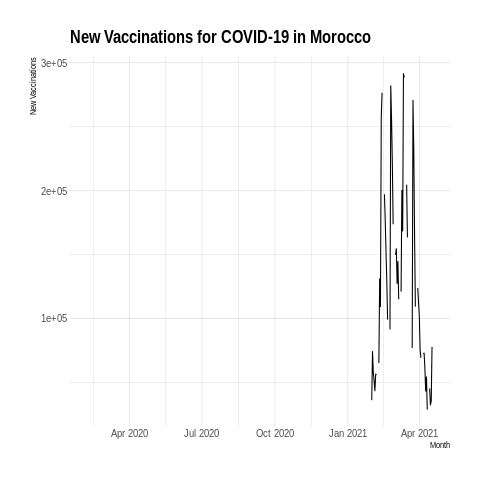 New Vaccinations for COVID-19 in Morocco
New Vaccinations
3e+05
2e+05
1e+05
Apr 2020 Jul 2020 Oct 2020 Jan 2021 Apr 2021
Month